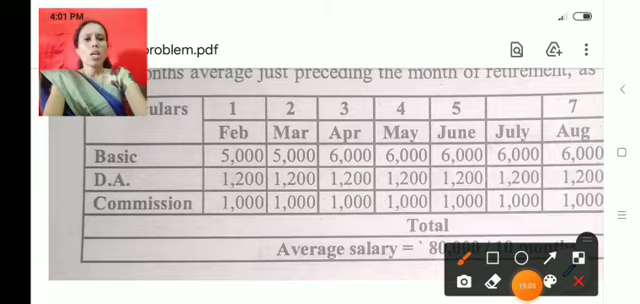 4:01 PM
problem.pdf
months average just preceding the month of retirement, as
ulars 1 2 3 4 5 7
Feb Mar Apr May June July Aug
Basic 5,000 5,000 6,000 6,000 6,000 6,000 6,000
D.A. 1,200 1,200 1,200 1,200 1,200 1,200 1,200
Commission 1,000 1,000 1,000 1,000 1,000 1,000 1,000
Total
Average salary = ` 80,000 / 10 months